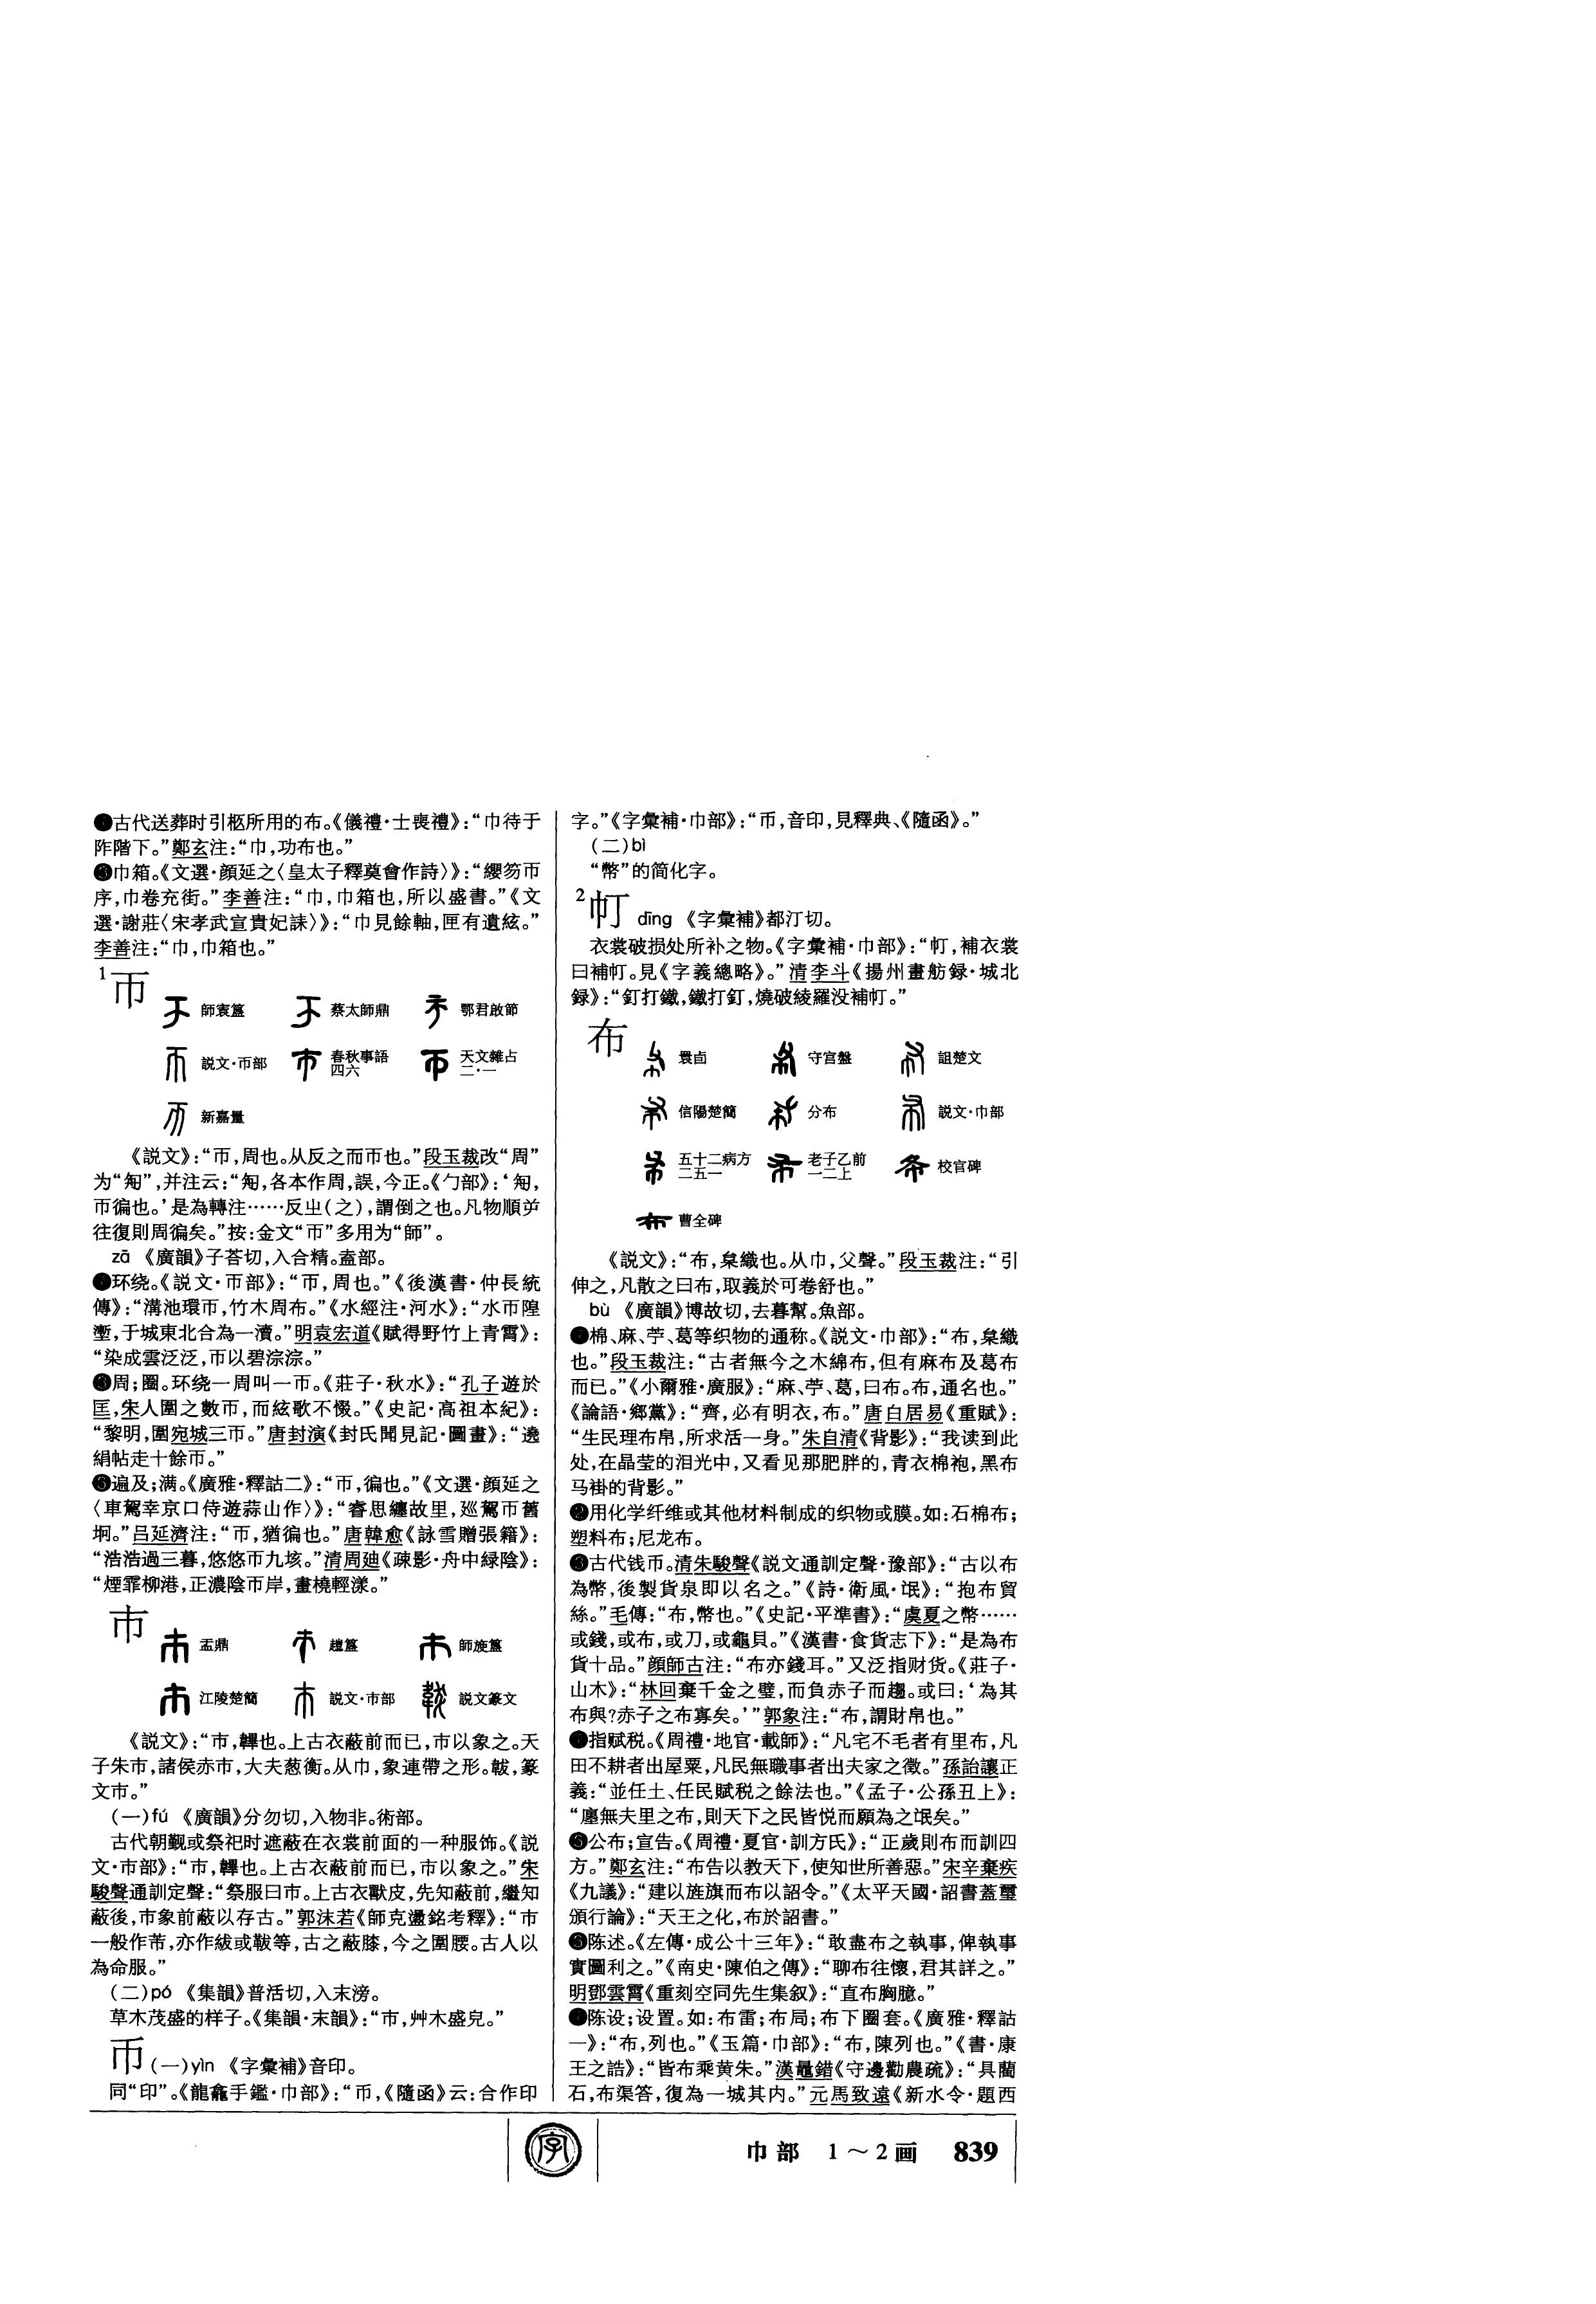 古代送葬时引柩所用的布。《儀禮·士喪禮》：“巾待于
阼階下。”鄭玄注：“巾，功布也。”
❸巾箱。《文選·顔延之〈皇太子釋奠會作詩〉》：“纓笏帀
序，巾卷充街。”李善注：“巾，巾箱也，所以盛書。”《文
選·謝莊〈宋孝武宣貴妃誄〉》：“巾見餘軸，匣有遺絃。”
李善注：“巾，巾箱也。”
1帀
師袁簋 蔡太師鼎 鄂君啟節
説文·帀部 春秋事語四六 天文雜占二·一
新嘉量
《説文》：“帀，周也。从反之而帀也。”段玉裁改“周”
为“匊”，并注云：“匊，各本作周，誤，今正。《勹部》：‘匊，
帀徧也。’是為轉注……反㞢（之），謂倒之也。凡物順屰
往復則周徧矣。”按：金文“帀”多用为“師”。
zā 《廣韻》子荅切，入合精。盍部。
環绕。《説文·帀部》：“帀，周也。”《後漢書·仲長統
傳》：“溝池環帀，竹木周布。”《水經注·河水》：“水帀隍
壍，于城東北合為一瀆。”明袁宏道《賦得野竹上青霄》：
“染成雲泛泛，帀以碧淙淙。”
周；圈。环绕一周叫一帀。《莊子·秋水》：“孔子遊於
匡，宋人圍之數帀，而絃歌不惙。”《史記·高祖本紀》：
“黎明，圍宛城三帀。”唐封演《封氏聞見記·圖畫》：“遶
絹帖走十餘帀。”
遍及；满。《廣雅·釋詁二》：“帀，徧也。”《文選·顔延之
〈車駕幸京口侍遊蒜山作〉》：“睿思纏故里，巡駕帀舊
坰。”吕延濟注：“帀，猶徧也。”唐韓愈《詠雪贈張籍》：
“浩浩過三暮，悠悠帀九垓。”清周廸《疎影·舟中緑陰》：
“煙霏柳港，正濃陰帀岸，畫橈輕漾。”
巿
盂鼎 趞簋 師㫃簋
江陵楚簡 説文·巿部 説文篆文
《説文》：“巿，韠也。上古衣蔽前而已，巿以象之。天
子朱巿，諸侯赤巿，大夫葱衡。从巾，象連帶之形。韍，篆
文巿。”
（一）fú 《廣韻》分勿切，入物非。術部。
古代朝觐或祭祀时遮蔽在衣裳前面的一种服饰。《説
文·巿部》：“巿，韠也。上古衣蔽前而已，巿以象之。”朱
駿聲通訓定聲：“祭服曰巿。上古衣獸皮，先知蔽前，繼知
蔽後，巿象前蔽以存古。”郭沫若《師克盨銘考釋》：“巿
一般作芾，亦作紱或韍等，古之蔽膝，今之圍腰。古人以
為命服。”
（二）pó 《集韻》普活切，入末滂。
草木茂盛的样子。《集韻·末韻》：“巿，艸木盛皃。”
币（一）yìn 《字彙補》音印。
同“印”。《龍龕手鑑·巾部》：“币，《隨函》云：合作印
字。”《字彙補·巾部》：“币，音印，見釋典、《隨函》。”
（二）bì
“幣”的简化字。
2帄 dīng 《字彙補》都汀切。
衣裳破损处所补之物。《字彙補·巾部》：“帄，補衣裳
曰補帄。見《字義總略》。”清李斗《揚州畫舫録·城北
録》：“釘打鐵，鐵打釘，燒破綾羅没補帄。”
布
睘卣 守宫盤 詛楚文
信陽楚簡 分布 説文·巾部
五十二病方二五一 老子乙前一二上 校官碑
曹全碑
《説文》：“布，枲織也。从巾，父聲。”段玉裁注：“引
伸之，凡散之曰布，取義於可卷舒也。”
bù 《廣韻》博故切，去暮幫。魚部。
棉、麻、苧、葛等织物的通称。《説文·巾部》：“布，枲織
也。”段玉裁注：“古者無今之木綿布，但有麻布及葛布
而已。”《小爾雅·廣服》：“麻、苧、葛，曰布。布，通名也。”
《論語·鄉黨》：“齊，必有明衣，布。”唐白居易《重賦》：
“生民理布帛，所求活一身。”朱自清《背影》：“我读到此
处，在晶莹的泪光中，又看见那肥胖的，青衣棉袍，黑布
马褂的背影。”
❷用化学纤维或其他材料制成的织物或膜。如：石棉布；
塑料布；尼龙布。
❸古代钱币。清朱駿聲《説文通訓定聲·豫部》：“古以布
為幣，後製貨泉即以名之。”《詩·衛風·氓》：“抱布貿
絲。”毛傳：“布，幣也。”《史記·平準書》：“虞夏之幣……
或錢，或布，或刀，或龜貝。”《漢書·食貨志下》：“是為布
貨十品。”顔師古注：“布亦錢耳。”又泛指财货。《莊子·
山木》：“林回棄千金之璧，而負赤子而趨。或曰：‘為其
布與？赤子之布寡矣。’”郭象注：“布，謂財帛也。”
指赋税。《周禮·地官·載師》：“凡宅不毛者有里布，凡
田不耕者出屋粟，凡民無職事者出夫家之徵。”孫詒讓正
義：“並任土、任民賦税之餘法也。”《孟子·公孫丑上》：
“廛無夫里之布，則天下之民皆悦而願為之氓矣。”
❺公布；宣告。《周禮·夏官·訓方氏》：“正歲則布而訓四
方。”鄭玄注：“布告以教天下，使知世所善惡。”宋辛棄疾
《九議》：“建以旌旗而布以詔令。”《太平天國·詔書蓋璽
頒行論》：“天王之化，布於詔書。”
❻陈述。《左傳·成公十三年》：“敢盡布之執事，俾執事
實圖利之。”《南史·陳伯之傳》：“聊布往懷，君其詳之。”
明鄧雲霄《重刻空同先生集叙》：“直布胸臆。”
陈设；设置。如：布雷；布局；布下圈套。《廣雅·釋詁
一》：“布，列也。”《玉篇·巾部》：“布，陳列也。”《書·康
王之誥》：“皆布乘黄朱。”漢鼂錯《守邊勸農疏》：“具藺
石，布渠答，復為一城其内。”元馬致遠《新水令·題西
字
巾部 1～2画 839